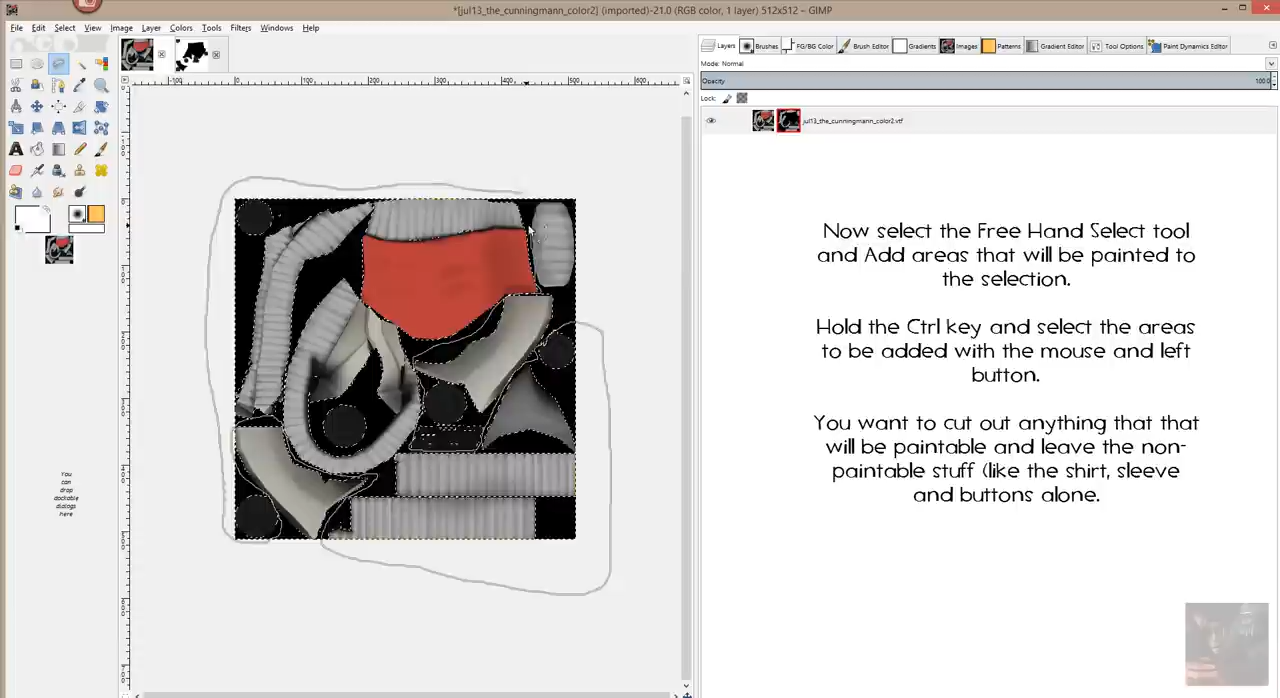 *[jul13_the_cunningmann_color2] (imported)-21.0 (RGB color, 1 layer) 512x512 – GIMP
File Edit Select View Image Layer Colors Tools Filters Windows Help
Layers Brushes FG/BG Color Brush Editor Gradients Images Patterns Gradient Editor Tool Options Paint Dynamics Editor
Mode: Normal
Opacity 100.0
Lock:
jul13_the_cunningmann_color2.vtf
Now select the Free Hand Select tool
and Add areas that will be painted to
the selection.
Hold the Ctrl key and select the areas
to be added with the mouse and left
button.
You want to cut out anything that that
will be paintable and leave the non-
paintable stuff (like the shirt, sleeve
and buttons alone.
You
can
drop
dockable
dialogs
here